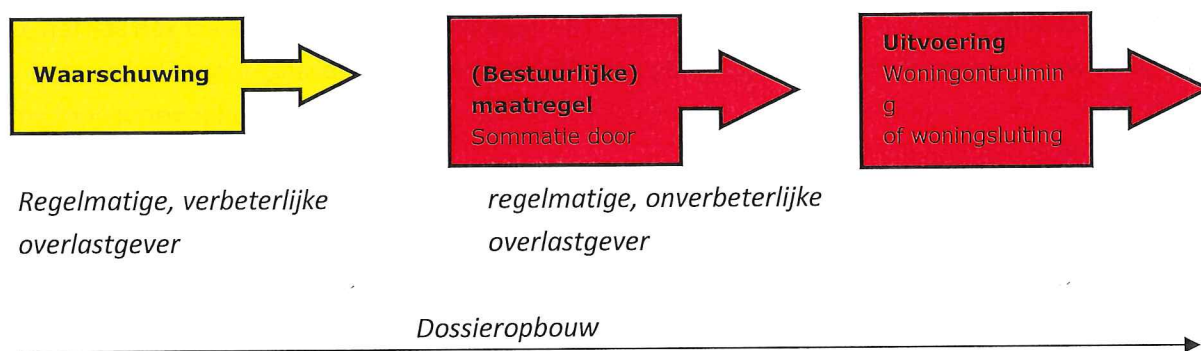 Waarschuwing
(Bestuurlijke)
maatregel
Sommatie door
Uitvoering
Woningontruimin
g
of woningsluiting
Regelmatige, verbeterlijke
overlastgever
regelmatige, onverbeterlijke
overlastgever
Dossieropbouw